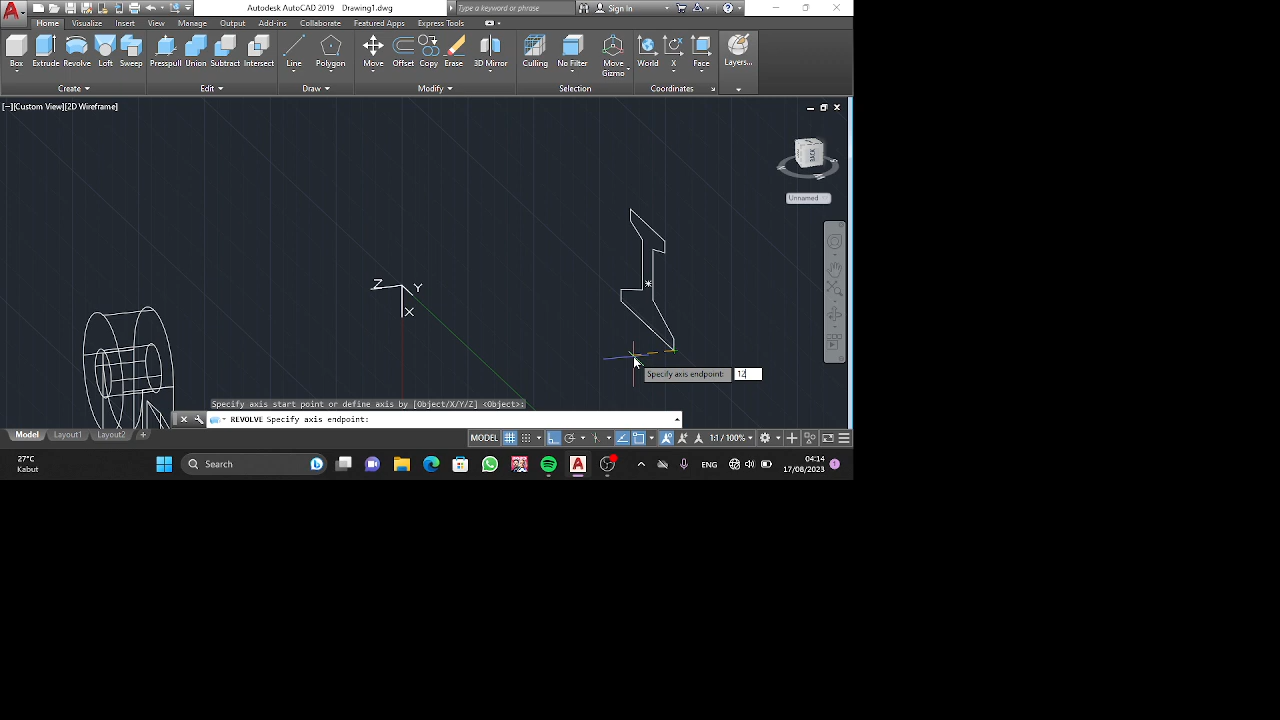 Autodesk AutoCAD 2019 Drawing1.dwg
Type a keyword or phrase
Sign In
Home Visualize Insert View Manage Output Collaborate Featured Apps Express Tools
Box Extrude Revolve Loft Sweep Presspull Union Subtract Intersect Line Polygon Move Offset Copy Erase 3D Mirror Culling No Filter Move Gizmo World X Face Layers...
Create Edit Draw Modify Selection Coordinates
[−][Custom View][2D Wireframe]
BACK
Unnamed
Z Y
X
Specify axis endpoint: 12
Specify axis start point or define axis by [Object/X/Y/Z] <Object>:
REVOLVE Specify axis endpoint:
Model Layout1 Layout2 +
MODEL 1:1 / 100%
27°C
Kabut
Search
ENG
04:14
17/08/2023
1